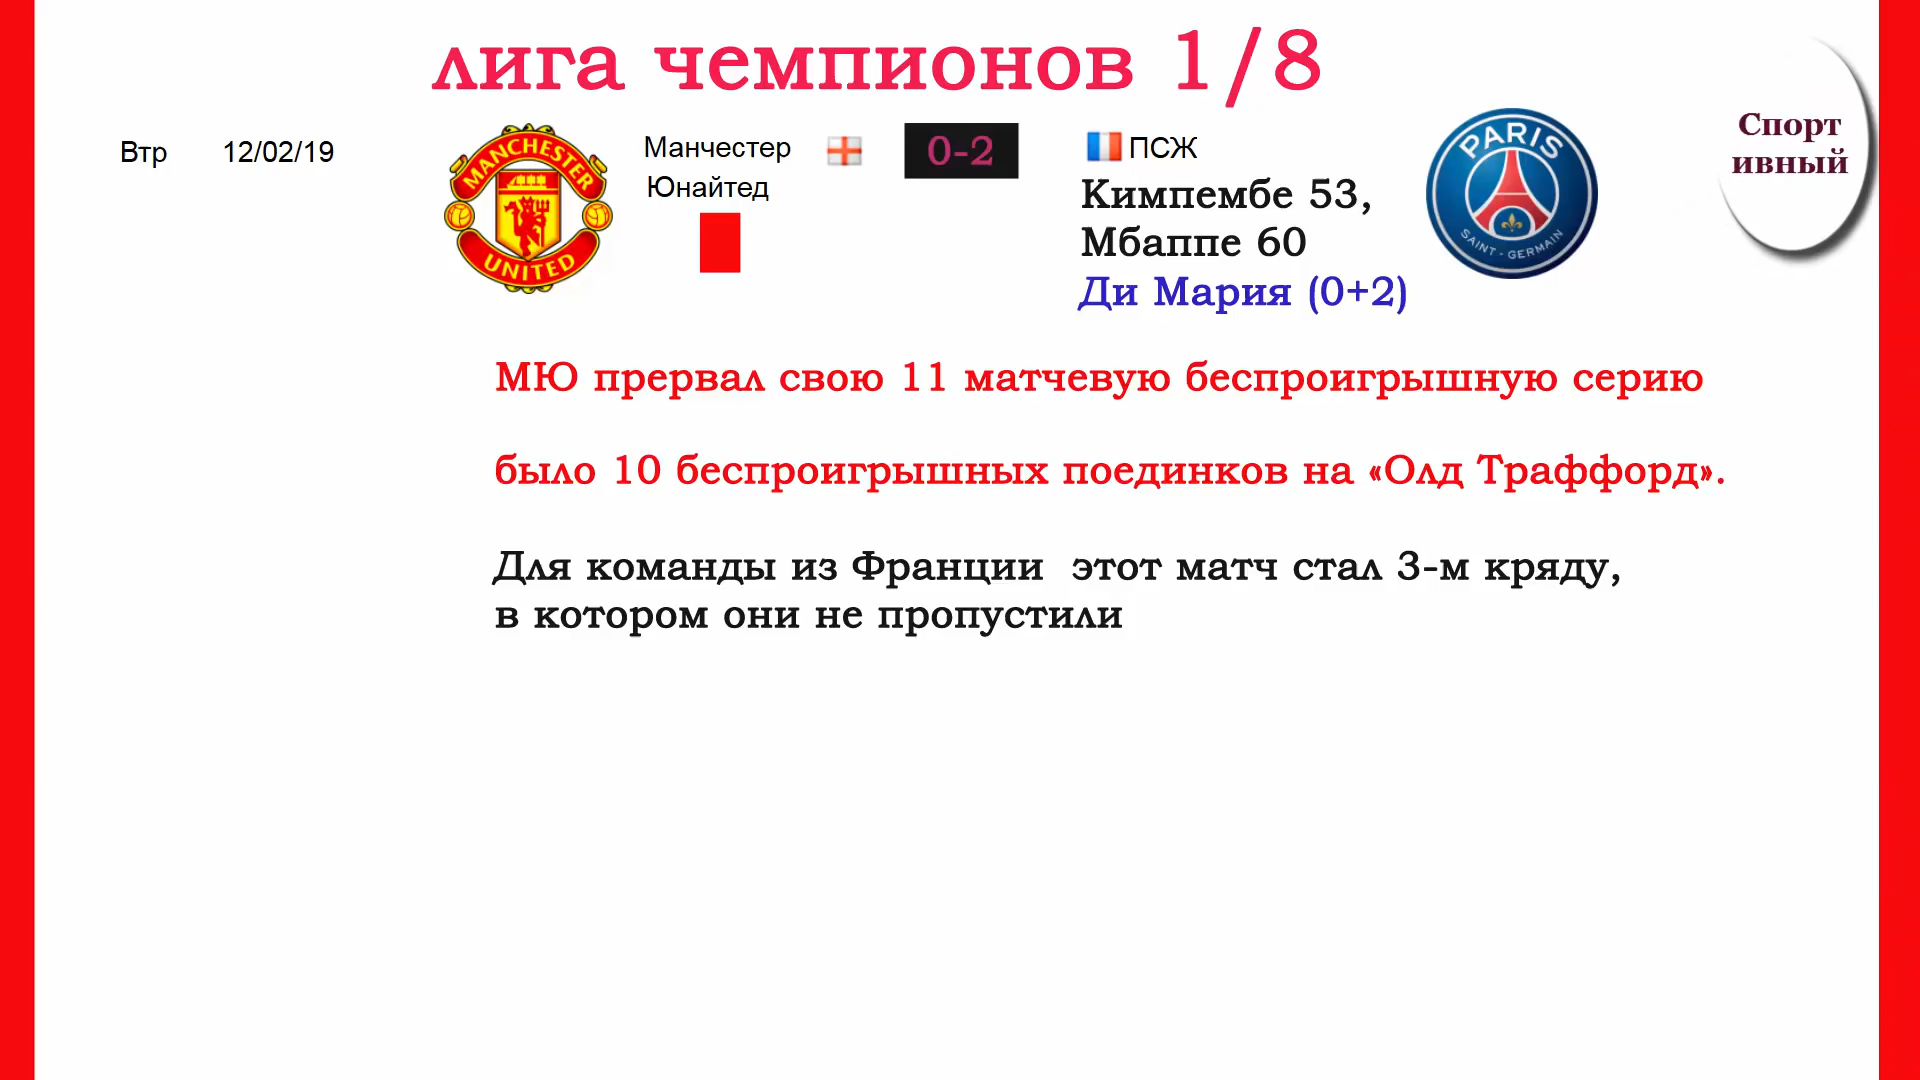 лига чемпионов 1/8
Втр 12/02/19
MANCHESTER
UNITED
Манчестер
Юнайтед
0-2
ПСЖ
Кимпембе 53,
Мбаппе 60
Ди Мария (0+2)
PARIS
SAINT-GERMAIN
Спорт
ивный
МЮ прервал свою 11 матчевую беспроигрышную серию
было 10 беспроигрышных поединков на «Олд Траффорд».
Для команды из Франции этот матч стал 3-м кряду,
в котором они не пропустили